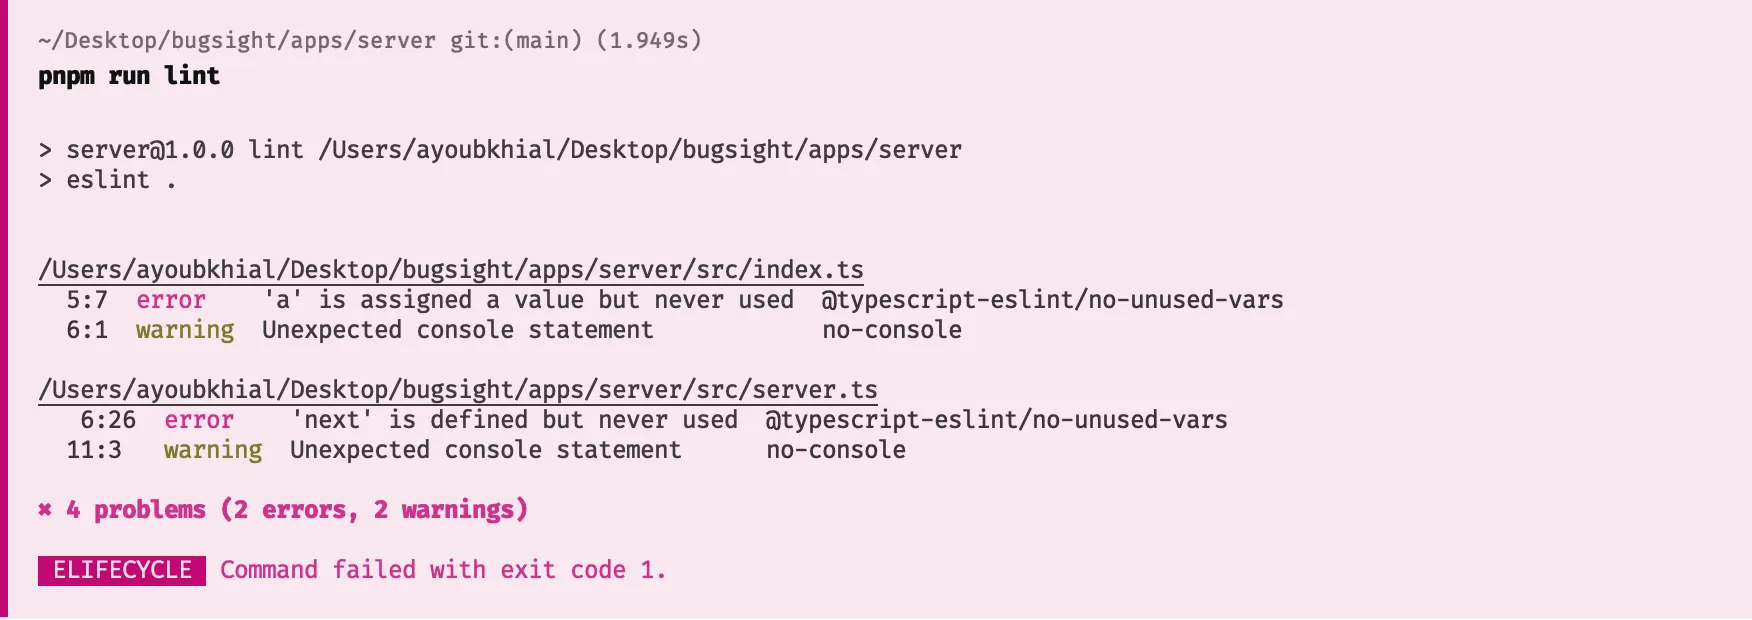 ~/Desktop/bugsight/apps/server git:(main) (1.949s)
pnpm run lint
> server@1.0.0 lint /Users/ayoubkhial/Desktop/bugsight/apps/server
> eslint .
/Users/ayoubkhial/Desktop/bugsight/apps/server/src/index.ts
5:7 error 'a' is assigned a value but never used @typescript-eslint/no-unused-vars
6:1 warning Unexpected console statement no-console
/Users/ayoubkhial/Desktop/bugsight/apps/server/src/server.ts
6:26 error 'next' is defined but never used @typescript-eslint/no-unused-vars
11:3 warning Unexpected console statement no-console
✖ 4 problems (2 errors, 2 warnings)
ELIFECYCLE Command failed with exit code 1.